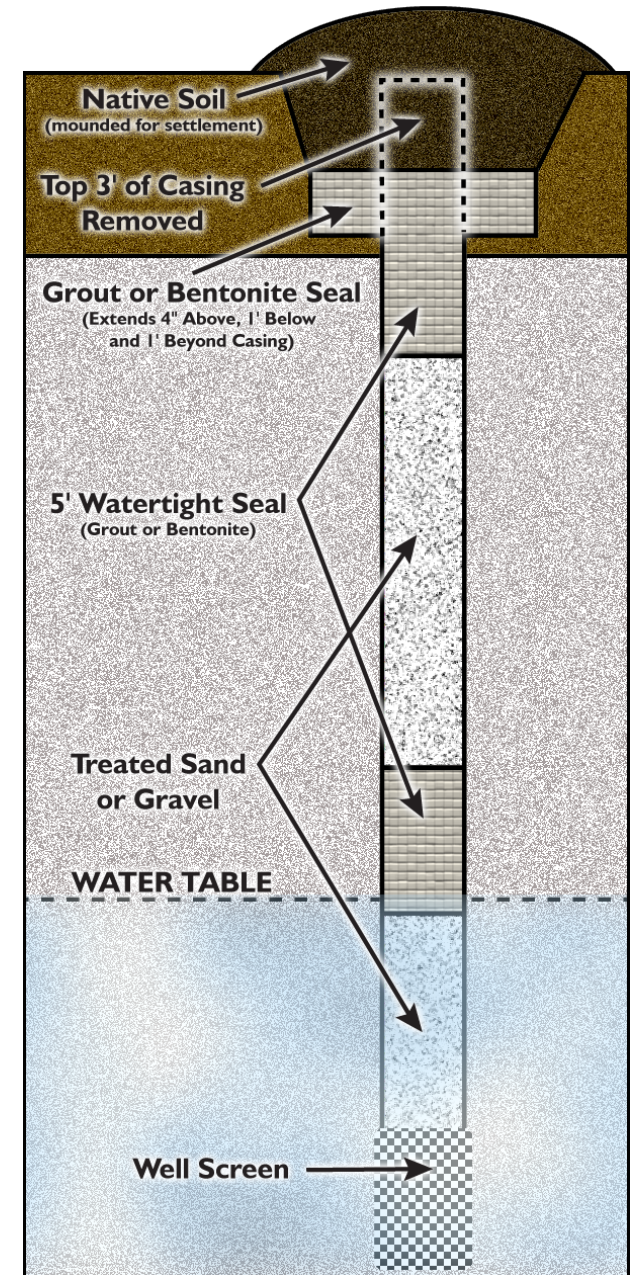 Native Soil
(mounded for settlement)
Top 3' of Casing
Removed
Grout or Bentonite Seal
(Extends 4" Above, 1' Below
and 1' Beyond Casing)
5' Watertight Seal
(Grout or Bentonite)
Treated Sand
or Gravel
WATER TABLE
Well Screen